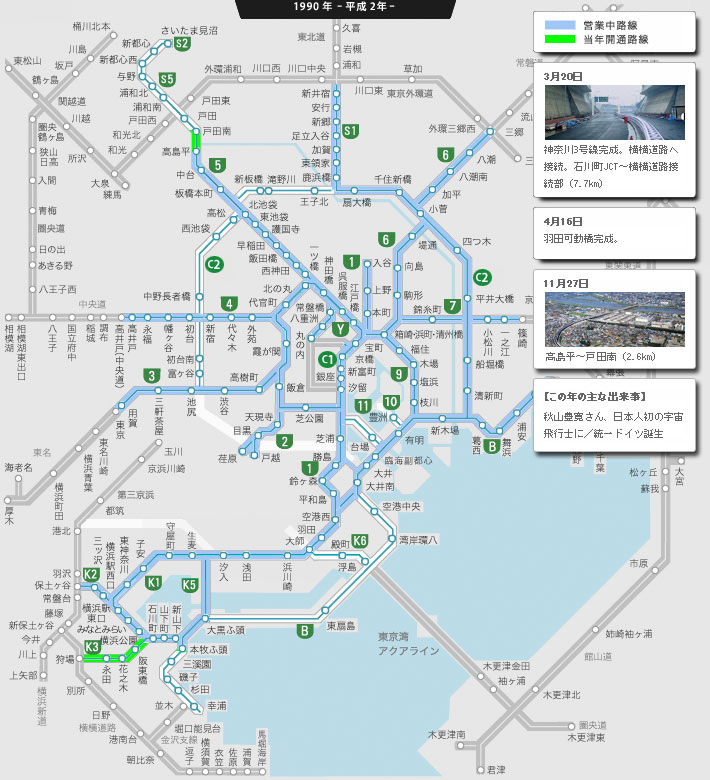 1990 年 －平成 2年－
営業中路線
当年開通路線
3月20日
神奈川3号線完成。横横道路へ
接続。石川町JCT～横横道路接
続部（7.7km）
4月16日
羽田可動橋完成。
11月27日
高島平～戸田南（2.6km）
【この年の主な出来事】
秋山豊寛さん、日本人初の宇宙
飛行士に／統一ドイツ誕生
桶川北本
さいたま見沼
S2
久喜
岩槻
浦和
東北道
川島
坂戸
新都心
新都心西
与野
S5
浦和北
浦和南
外環浦和
川口西
川口中央
草加
川口東
東京外環道
常磐道
東松山
鶴ヶ島
関越道
川越
所沢
大泉
練馬
戸田東
戸田
戸田西
戸田南
和光北
和光
新井宿
安行
新郷
足立入谷
加賀
東領家
鹿浜橋
S1
外環三郷西
三郷
流山
圏央
鶴ヶ島
狭山
日高
入間
青梅
圏央道
日の出
あきる野
八王子西
中央道
高島平
中台
板橋本町
5
新板橋
滝野川
王子北
扇大橋
千住新橋
6
八潮
八潮南
加平
小菅
北池袋
高松
東池袋
護国寺
西池袋
早稲田
飯田橋
西神田
C2
一ツ橋
神田橋
呉服橋
江戸橋
1
入谷
上野
本町
6
堤通
向島
駒形
錦糸町
四つ木
C2
平井大橋
7
中野長者橋
4
北の丸
代官町
常盤橋
八重洲
丸の内
Y
宝町
京橋
新富町
C1
銀座
汐留
箱崎・浜町・清洲橋
福住
木場
塩浜
枝川
9
小松川
一之江
篠崎
船堀橋
清新町
相模湖
相模湖東出口
八王子
国立府中
稲城
調布
高井戸(中央道)
高井戸
永福
幡ヶ谷
初台
新宿
代々木
外苑
霞が関
初台南
富ヶ谷
高樹町
飯倉
3
東京
用賀
三軒茶屋
池尻
渋谷
天現寺
目黒
荏原
戸越
2
芝公園
芝浦
11
10
豊洲
台場
有明
新木場
葛西
B
舞浜
浦安
千鳥
大宮
松ヶ丘
蘇我
市原
東名
東名川崎
横浜青葉
横浜町田
海老名
厚木
玉川
京浜川崎
第三京浜
都筑
港北
勝島
1
鈴ヶ森
平和島
空港西
羽田
大師
臨海副都心
大井
大井南
空港中央
湾岸環八
守屋町
生麦
子安
東神奈川
横浜駅西口
三ッ沢
K2
K1
K5
汐入
浅田
浜川崎
殿町
K6
浮島
羽沢
保土ヶ谷
常盤台
藤塚
新保土ヶ谷
今井
川上
上矢部
狩場
横浜新道
横浜駅
東口
みなとみらい
横浜公園
石川町
山下町
新山下
大黒ふ頭
東扇島
B
K3
永田
花之木
阪東橋
本牧ふ頭
三溪園
磯子
杉田
幸浦
並木
別所
日野
横横道路
港南台
朝比奈
堀口能見台
金沢支線
逗子
横須賀
衣笠
佐原
浦賀
馬堀海岸
東京湾
アクアライン
木更津金田
袖ヶ浦
姉崎袖ヶ浦
館山道
木更津北
圏央道
木更津東
木更津南
君津